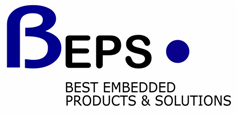 BEPS
BEST EMBEDDED
PRODUCTS & SOLUTIONS